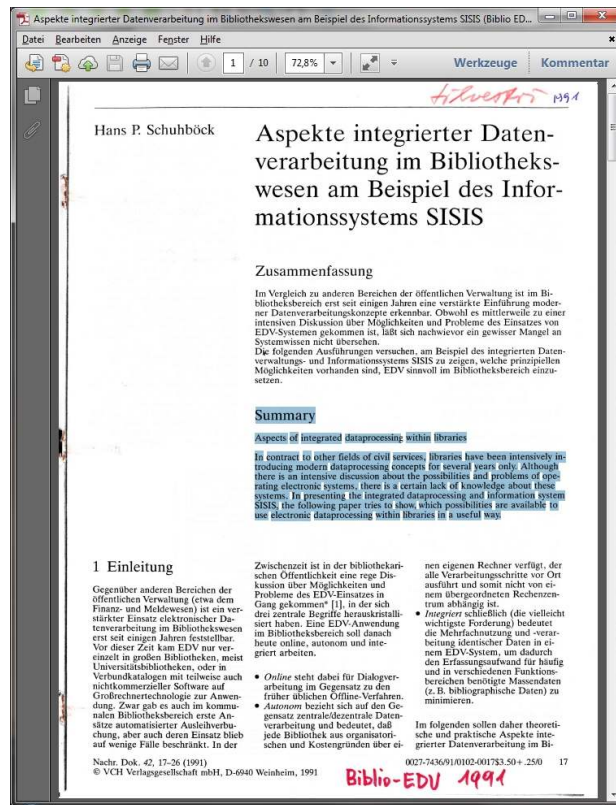 Aspekte integrierter Datenverarbeitung im Bibliothekswesen am Beispiel des Informationssystems SISIS (Biblio ED...
Datei Bearbeiten Anzeige Fenster Hilfe
1 / 10 72,8% Werkzeuge Kommentar
1991
Hans P. Schuhböck
Aspekte integrierter Daten-
verarbeitung im Bibliotheks-
wesen am Beispiel des Infor-
mationssystems SISIS
Zusammenfassung
Im Vergleich zu anderen Bereichen der öffentlichen Verwaltung ist im Bi-
bliotheksbereich erst seit einigen Jahren eine verstärkte Einführung moder-
ner Datenverarbeitungskonzepte erkennbar. Obwohl es mittlerweile zu einer
intensiven Diskussion über Möglichkeiten und Probleme des Einsatzes von
EDV-Systemen gekommen ist, läßt sich nachwievor ein gewisser Mangel an
Systemwissen nicht übersehen.
Die folgenden Ausführungen versuchen, am Beispiel des integrierten Daten-
verwaltungs- und Informationssystems SISIS zu zeigen, welche prinzipiellen
Möglichkeiten vorhanden sind, EDV sinnvoll im Bibliotheksbereich einzu-
setzen.
Summary
Aspects of integrated dataprocessing within libraries
In contract to other fields of civil services, libraries have been intensively in-
troducing modern dataprocessing concepts for several years only. Although
there is an intensive discussion about the possibilities and problems of ope-
rating electronic systems, there is a certain lack of knowledge about these
systems. In presenting the integrated dataprocessing and information system
SISIS, the following paper tries to show, which possibilities are available to
use electronic dataprocessing within libraries in a useful way.
1 Einleitung
Gegenüber anderen Bereichen der
öffentlichen Verwaltung (etwa dem
Finanz- und Meldewesen) ist ein ver-
stärkter Einsatz elektronischer Da-
tenverarbeitung im Bibliothekswesen
erst seit einigen Jahren feststellbar.
Vor dieser Zeit kam EDV nur ver-
einzelt in großen Bibliotheken, meist
Universitätsbibliotheken, oder in
Verbundkatalogen mit teilweise auch
nichtkommerzieller Software auf
Großrechnertechnologie zur Anwen-
dung. Zwar gab es auch im kommu-
nalen Bibliotheksbereich erste An-
sätze automatisierter Ausleihverbu-
chung, aber auch deren Einsatz blieb
auf wenige Fälle beschränkt. In der
Zwischenzeit ist in der bibliothekari-
schen Öffentlichkeit eine rege Dis-
kussion über Möglichkeiten und
Probleme des EDV-Einsatzes in
Gang gekommen* [1], in der sich
drei zentrale Begriffe herauskristalli-
siert haben. Eine EDV-Anwendung
im Bibliotheksbereich soll danach
heute online, autonom und inte-
griert arbeiten.
• Online steht dabei für Dialogver-
arbeitung im Gegensatz zu den
früher üblichen Offline-Verfahren.
• Autonom bezieht sich auf den Ge-
gensatz zentrale/dezentrale Daten-
verarbeitung und bedeutet, daß
jede Bibliothek aus organisatori-
schen und Kostengründen über ei-
nen eigenen Rechner verfügt, der
alle Verarbeitungsschritte vor Ort
ausführt und somit nicht von ei-
nem übergeordneten Rechenzen-
trum abhängig ist.
• Integriert schließlich (die vielleicht
wichtigste Forderung) bedeutet
die Mehrfachnutzung und -verar-
beitung identischer Daten in ei-
nem EDV-System, um dadurch
den Erfassungsaufwand für häufig
und in verschiedenen Funktions-
bereichen benötigte Massendaten
(z. B. bibliographische Daten) zu
minimieren.
Im folgenden sollen daher theoreti-
sche und praktische Aspekte inte-
grierter Datenverarbeitung im Bi-
Nachr. Dok. 42, 17–26 (1991)
© VCH Verlagsgesellschaft mbH, D-6940 Weinheim, 1991
0027-7436/91/0102-0017$3.50+.25/0 17
Biblio-EDV 1991